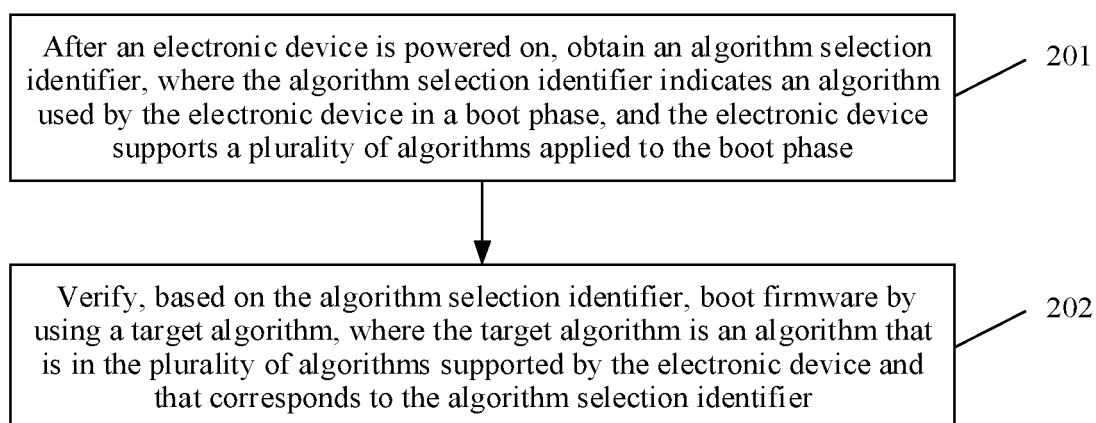 After an electronic device is powered on, obtain an algorithm selection
identifier, where the algorithm selection identifier indicates an algorithm
used by the electronic device in a boot phase, and the electronic device
supports a plurality of algorithms applied to the boot phase
201
Verify, based on the algorithm selection identifier, boot firmware by
using a target algorithm, where the target algorithm is an algorithm that
is in the plurality of algorithms supported by the electronic device and
that corresponds to the algorithm selection identifier
202